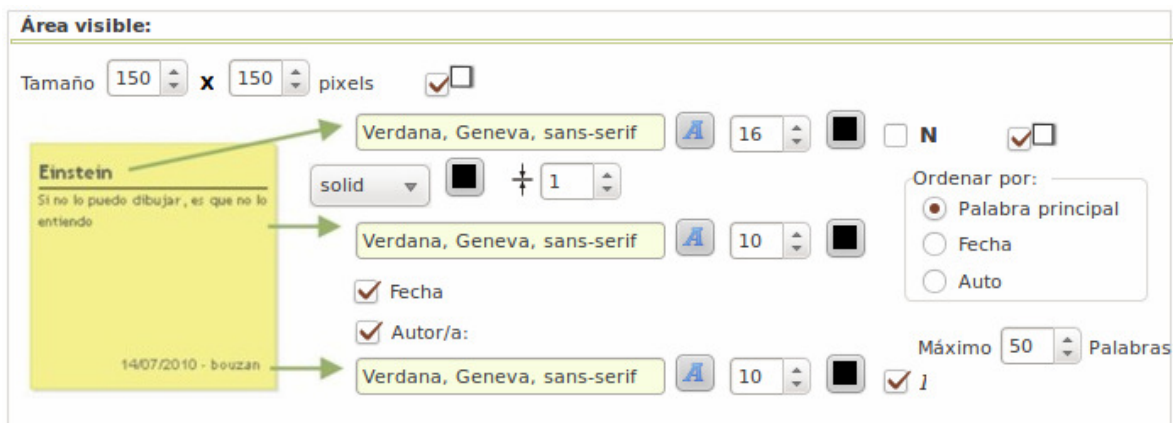 Área visible:
Tamaño 150 x 150 pixels
Verdana, Geneva, sans-serif A 16 N
Einstein
Si no lo puedo dibujar, es que no lo
entiendo
14/07/2010 - bouzan
solid 1
Verdana, Geneva, sans-serif A 10
Fecha
Autor/a:
Verdana, Geneva, sans-serif A 10 I
Ordenar por:
Palabra principal
Fecha
Auto
Máximo 50 Palabras